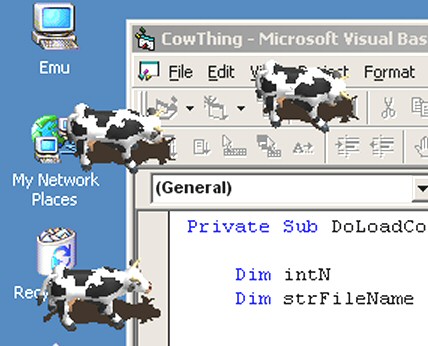 Emu
CowThing - Microsoft Visual Bas
File Edit Format
My Network
Places
(General)
Private Sub DoLoadCo
Rec
Dim intN
Dim strFileName